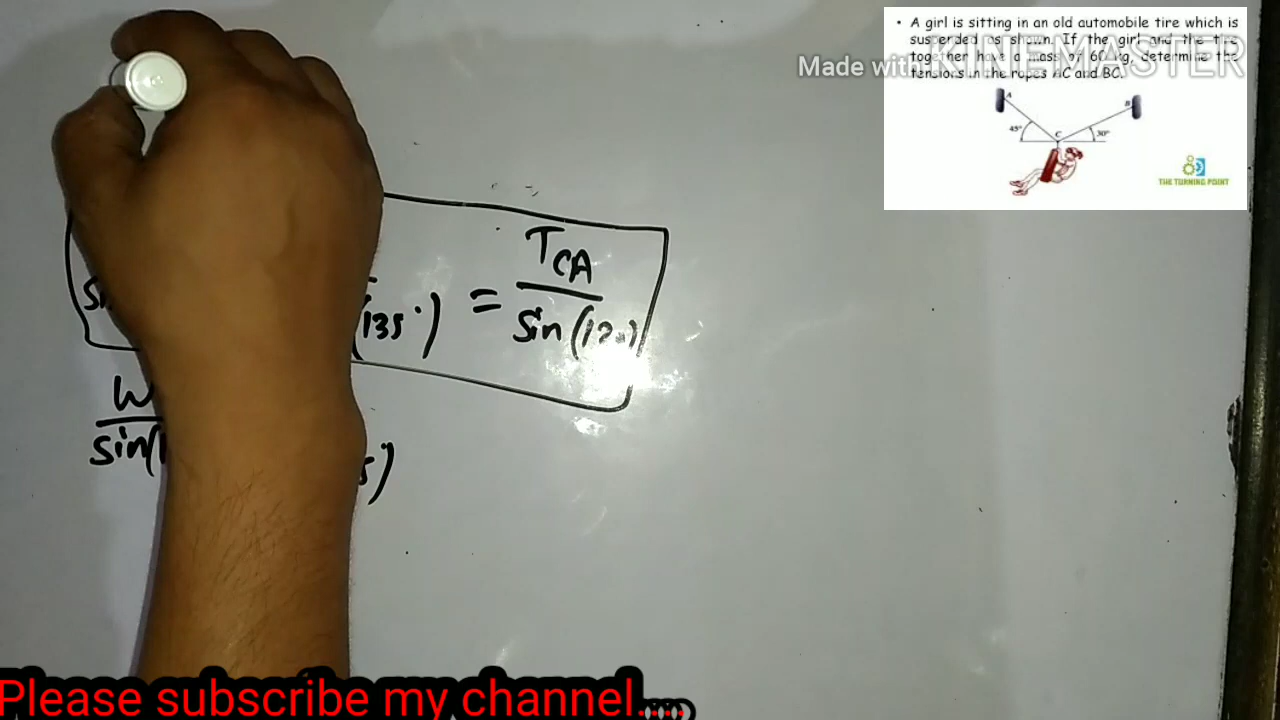 • A girl is sitting in an old automobile tire which is
suspended as shown. If the girl and the tire
together have a mass of 60 kg, determine the
tensions in the ropes AC and BC.
Made with KINEMASTER
A
B
45°
C
30°
THE TURNING POINT
TCA
(135°) = sin(120)
W
sin(
)
Please subscribe my channel....